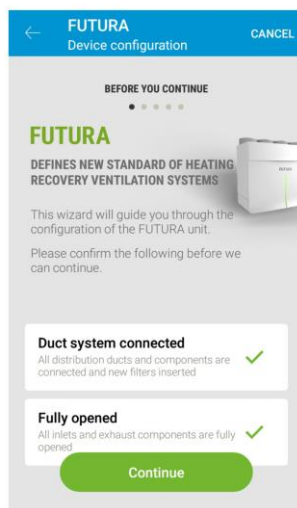 FUTURA
Device configuration
CANCEL
BEFORE YOU CONTINUE
FUTURA
DEFINES NEW STANDARD OF HEATING
RECOVERY VENTILATION SYSTEMS
This wizard will guide you through the
configuration of the FUTURA unit.
Please confirm the following before we
can continue.
Duct system connected
All distribution ducts and components are
connected and new filters inserted
Fully opened
All inlets and exhaust components are fully
opened
Continue